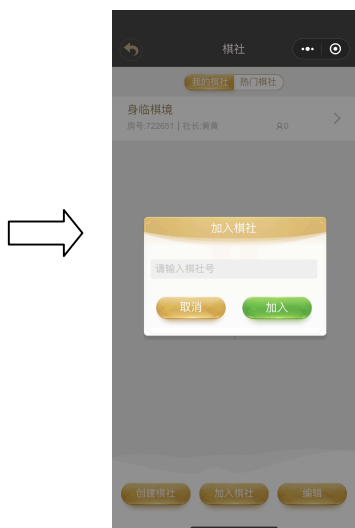 棋社
我的棋社 热门棋社
身临棋境
房号:722651 | 社长:黄黄 0
加入棋社
请输入棋社号
取消 加入
创建棋社 加入棋社 编辑